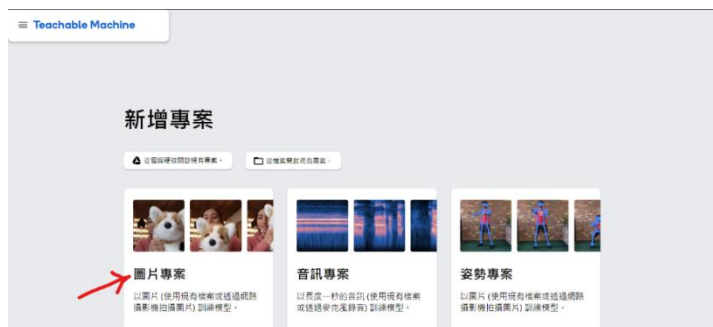 Teachable Machine
新增專案
從雲端硬碟開啟現有專案。
從檔案開啟現有專案。
圖片專案
以圖片 (使用現有檔案或透過網路
攝影機拍攝圖片) 訓練模型。
音訊專案
以長度一秒的音訊 (使用現有檔案
或透過麥克風錄音) 訓練模型。
姿勢專案
以圖片 (使用現有檔案或透過網路
攝影機拍攝圖片) 訓練模型。